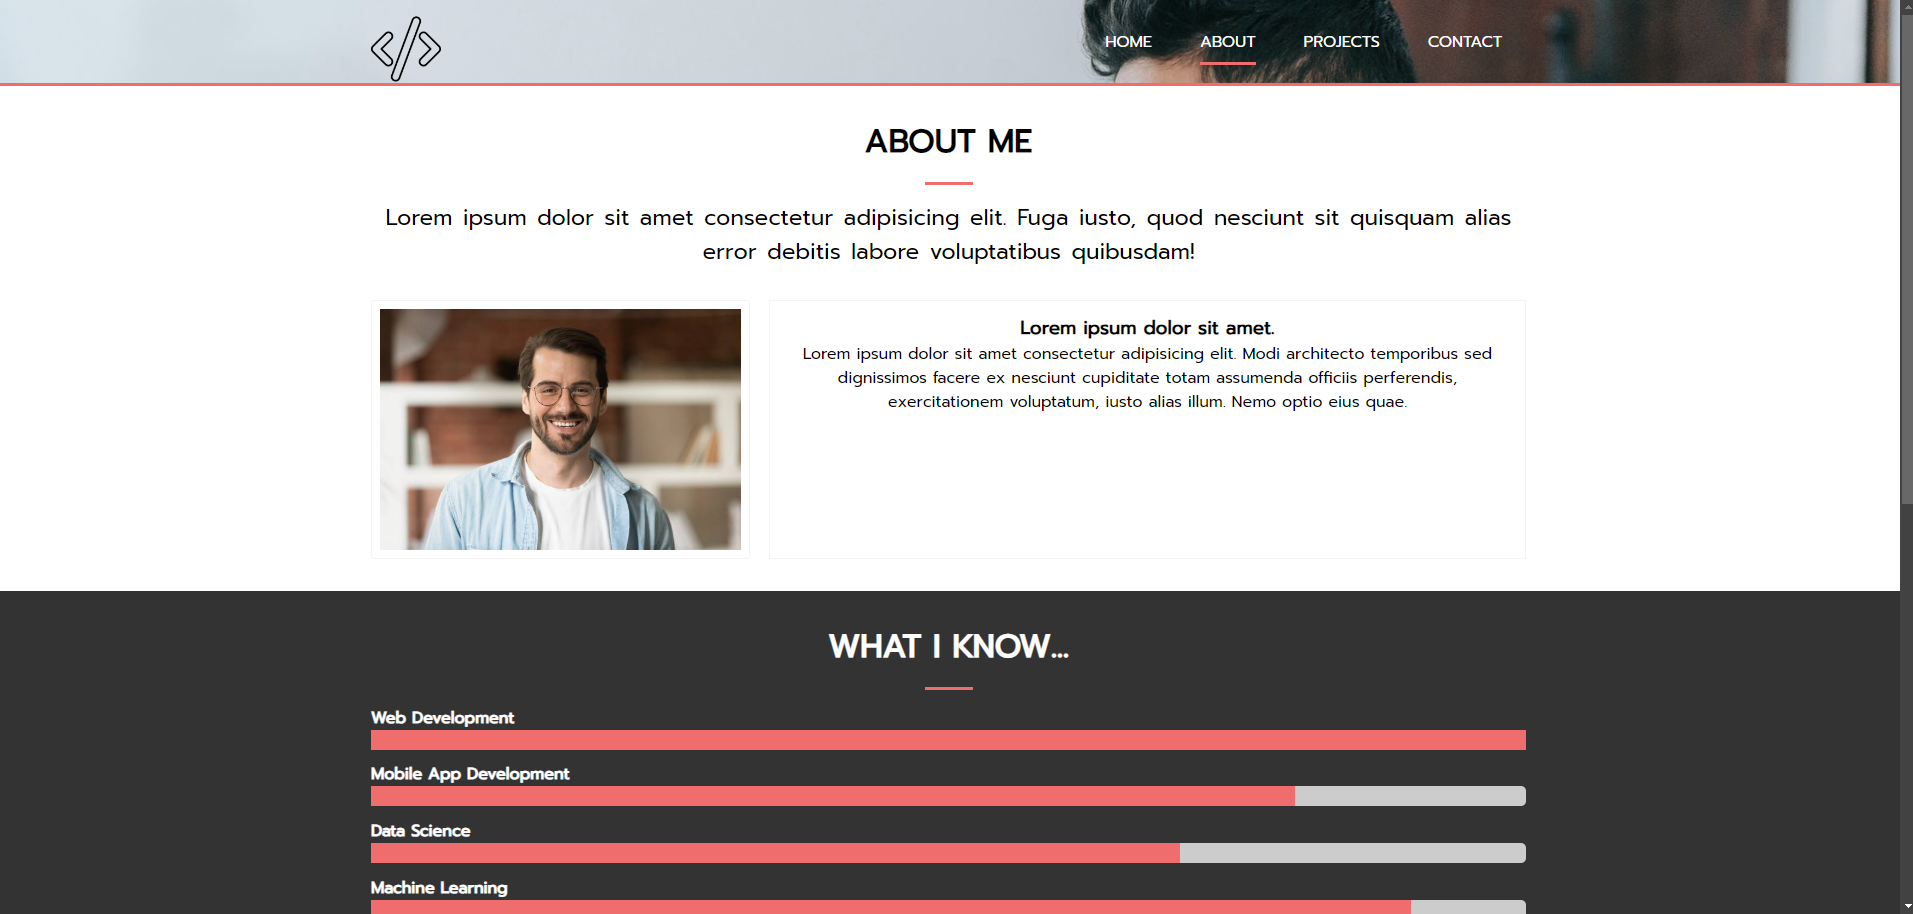 HOME ABOUT PROJECTS CONTACT
ABOUT ME
Lorem ipsum dolor sit amet consectetur adipisicing elit. Fuga iusto, quod nesciunt sit quisquam alias
error debitis labore voluptatibus quibusdam!
Lorem ipsum dolor sit amet.
Lorem ipsum dolor sit amet consectetur adipisicing elit. Modi architecto temporibus sed
dignissimos facere ex nesciunt cupiditate totam assumenda officiis perferendis,
exercitationem voluptatum, iusto alias illum. Nemo optio eius quae.
WHAT I KNOW...
Web Development
Mobile App Development
Data Science
Machine Learning